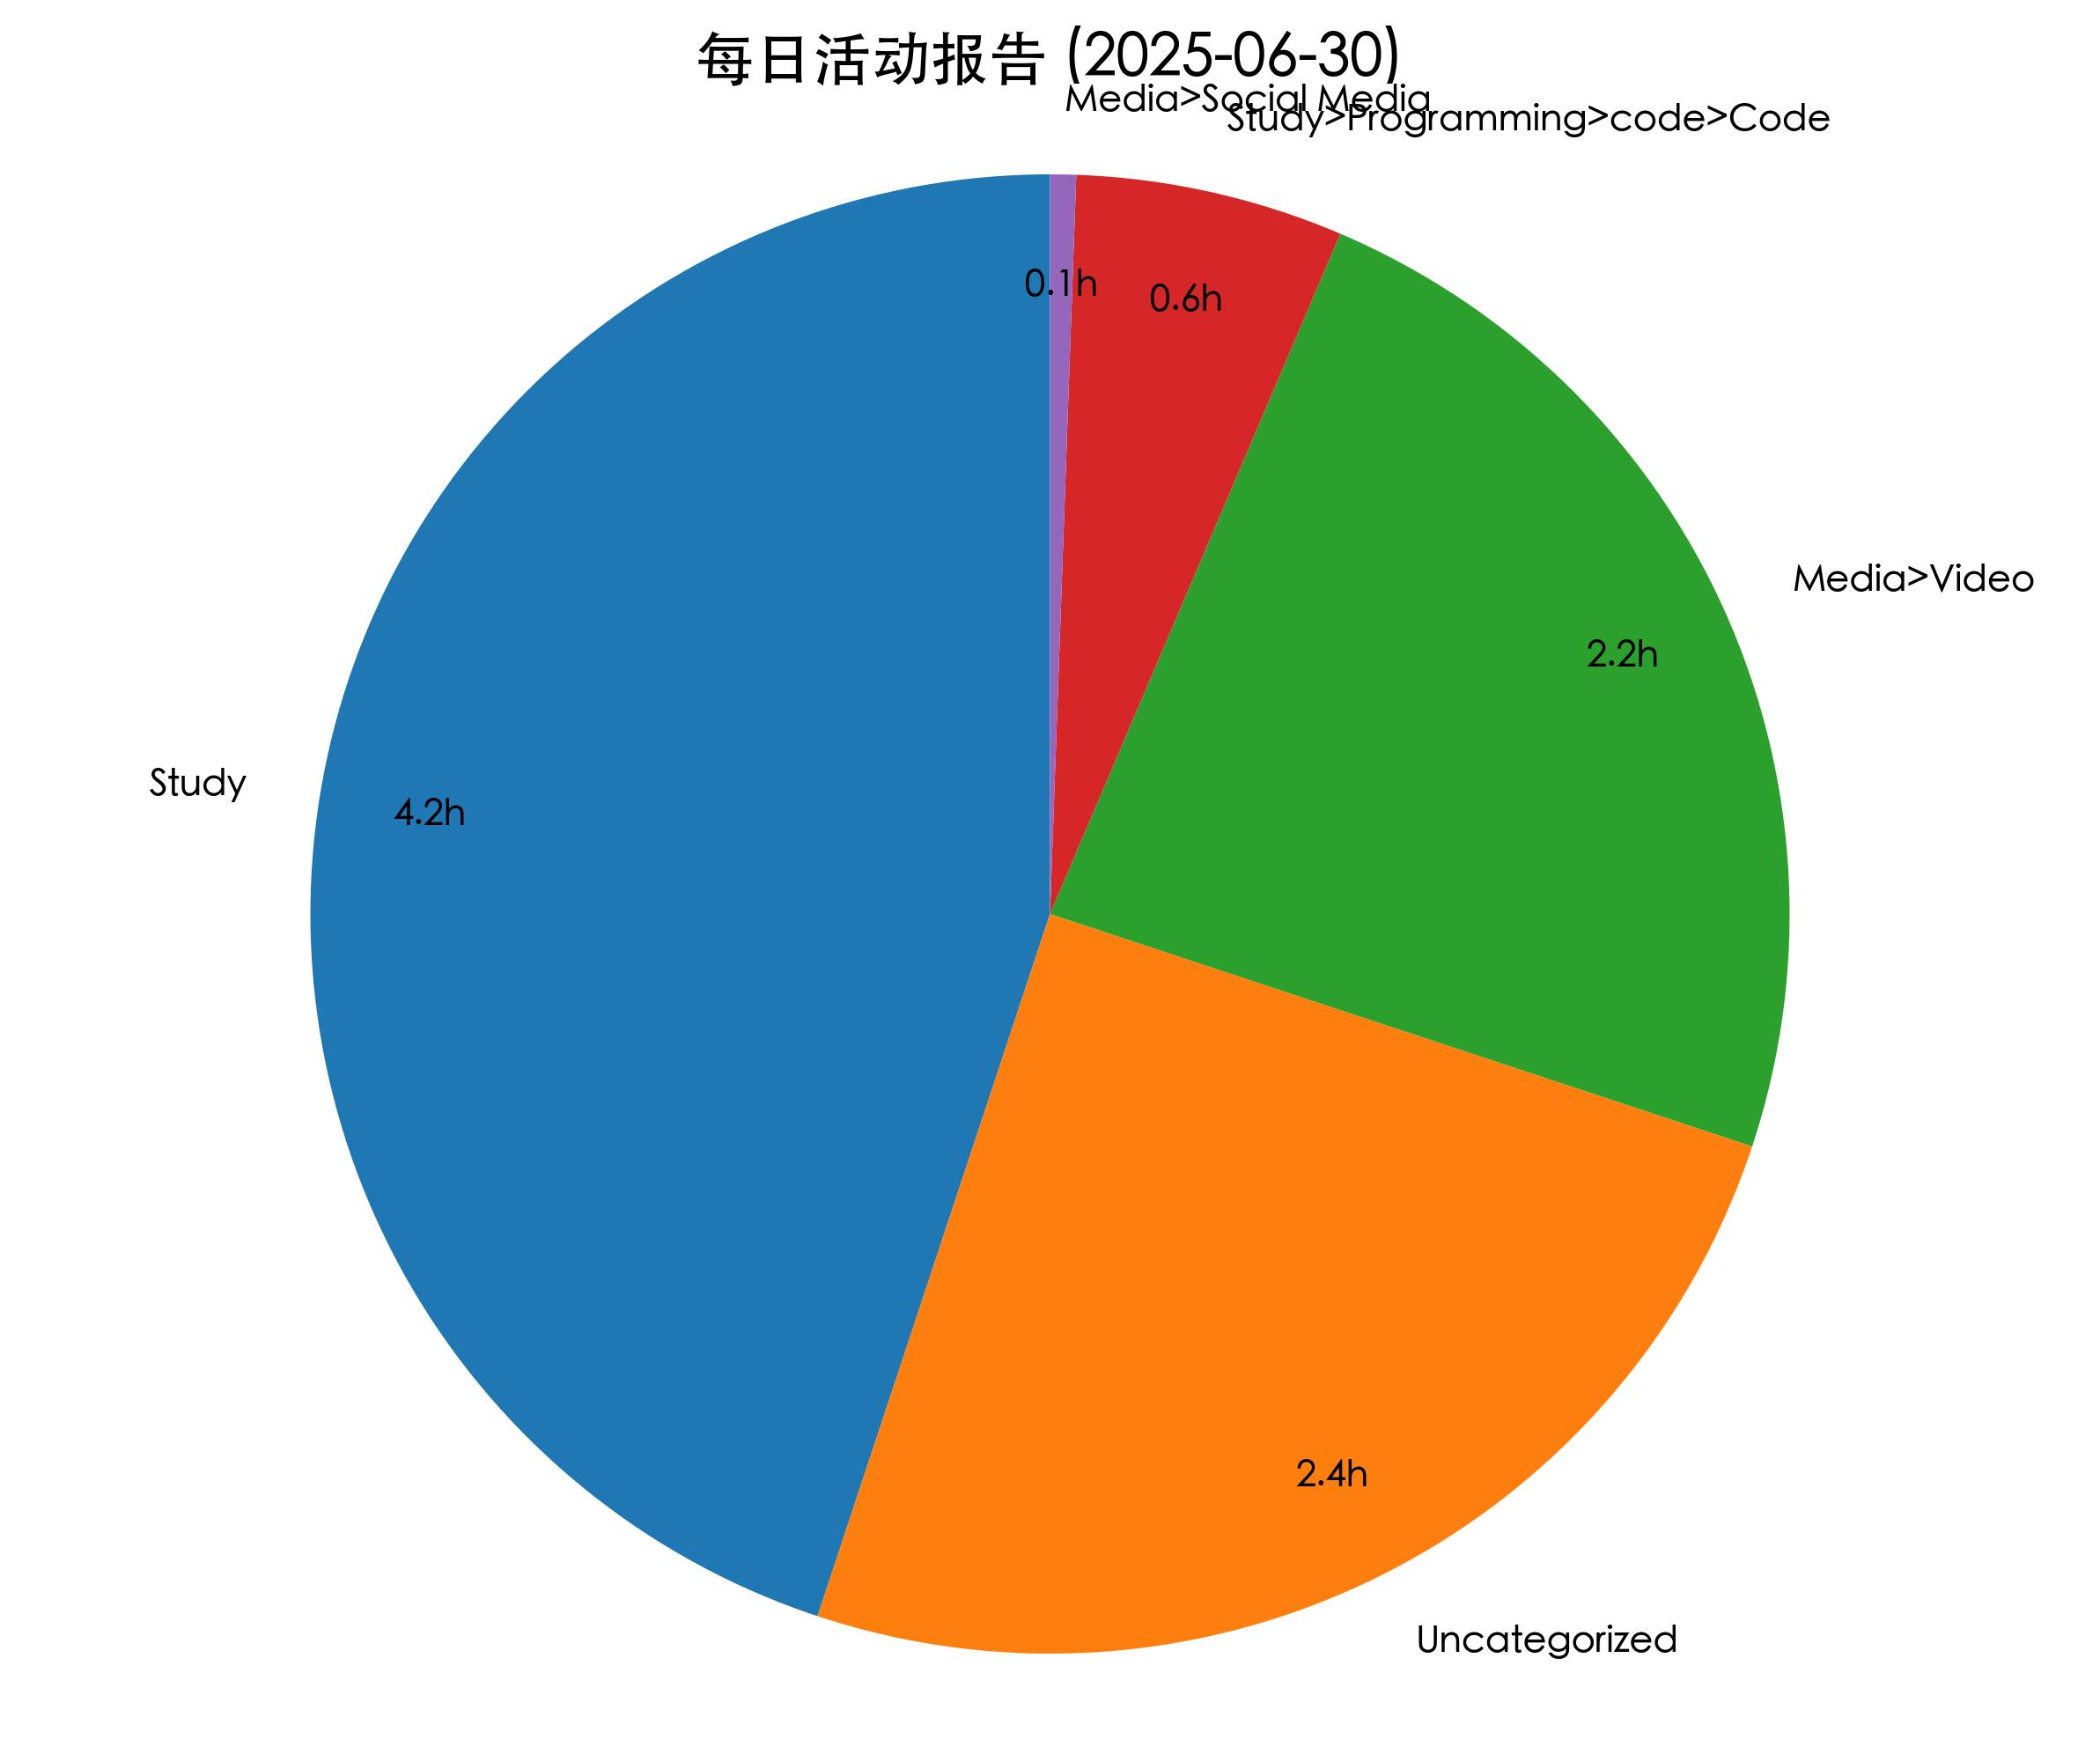 每日活动报告 (2025-06-30)
Media>Social Media
Study>Programming>code>Code
0.1h
0.6h
Media>Video
2.2h
Study
4.2h
2.4h
Uncategorized